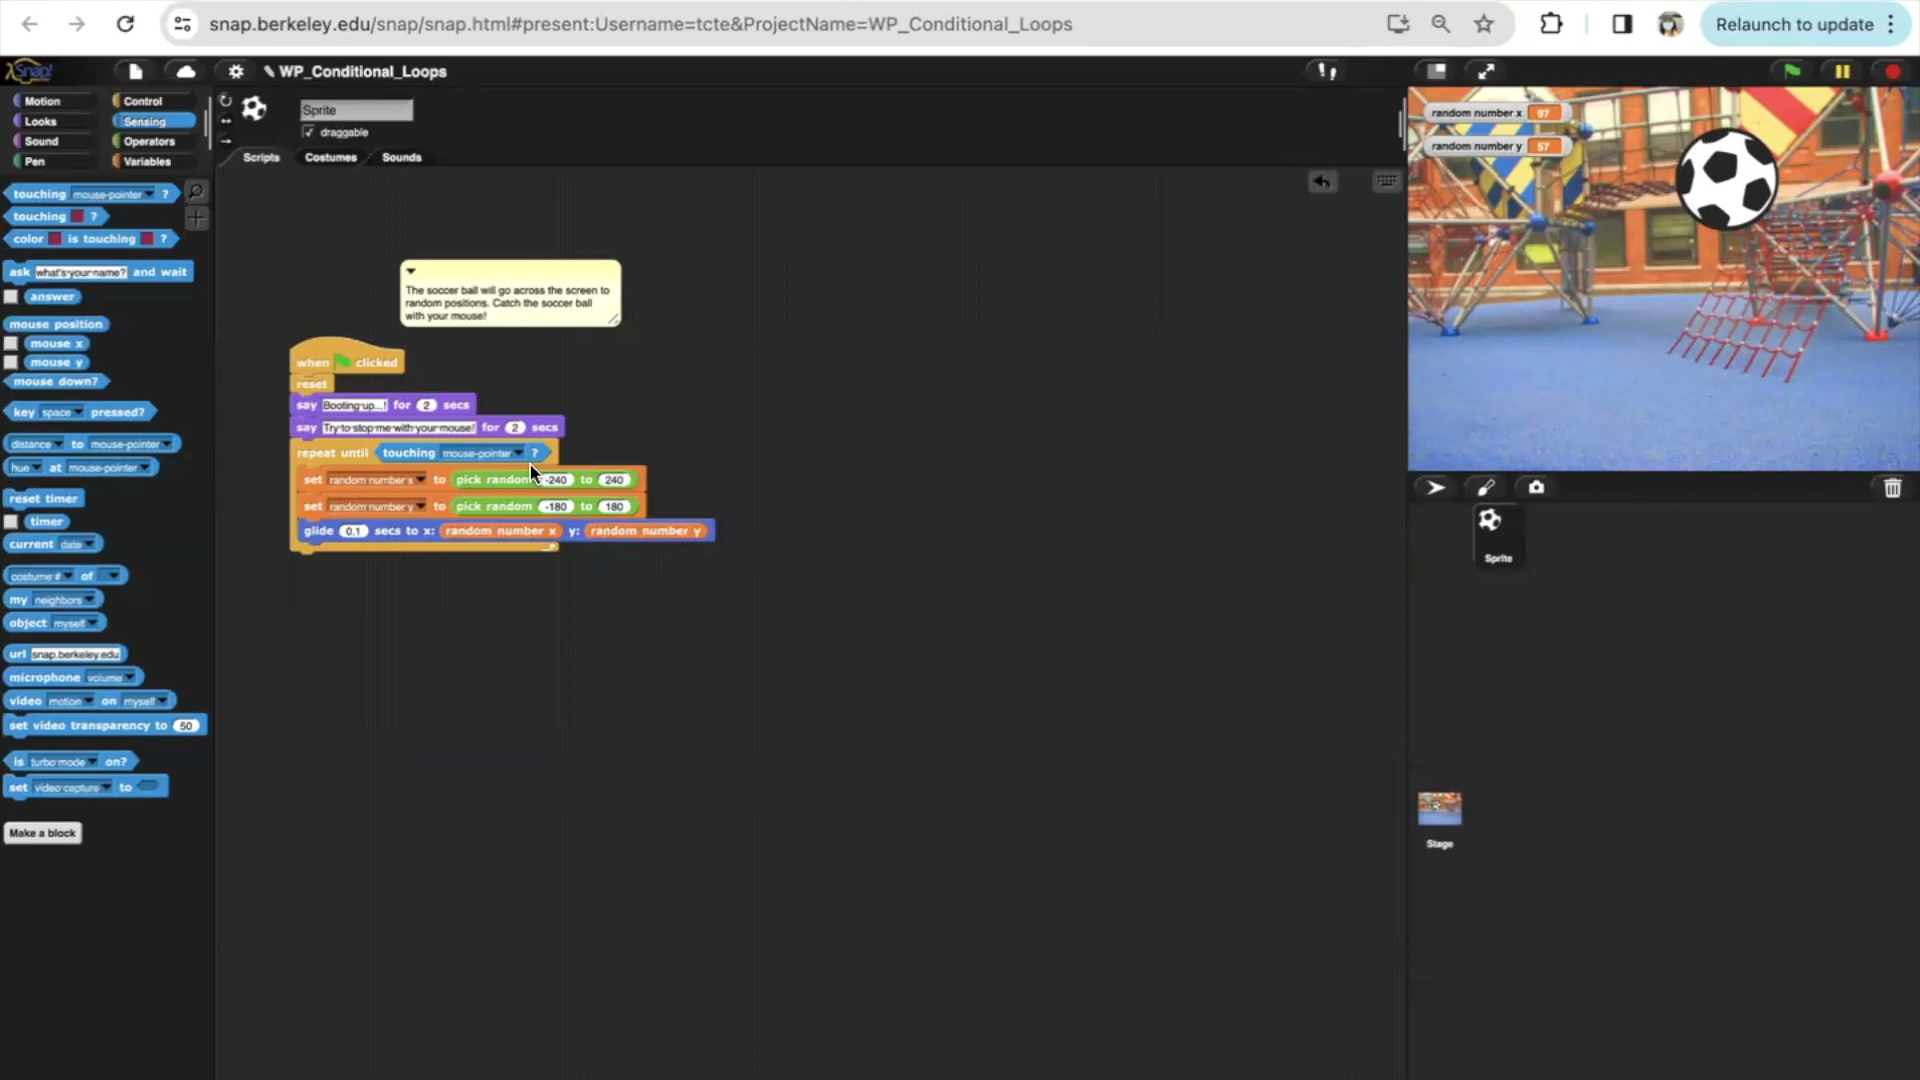 snap.berkeley.edu/snap/snap.html#present:Username=tcte&ProjectName=WP_Conditional_Loops
Relaunch to update
Snap!
WP_Conditional_Loops
Motion
Control
Looks
Sensing
Sound
Operators
Pen
Variables
Sprite
draggable
Scripts
Costumes
Sounds
touching mouse-pointer ?
touching ?
color is touching ?
ask what's your name? and wait
answer
mouse position
mouse x
mouse y
mouse down?
key space pressed?
distance to mouse-pointer
hue at mouse-pointer
reset timer
timer
current date
costume # of
my neighbors
object myself
url snap.berkeley.edu
microphone volume
video motion on myself
set video transparency to 50
is turbo mode on?
set video capture to
Make a block
The soccer ball will go across the screen to
random positions. Catch the soccer ball
with your mouse!
when clicked
reset
say Booting up...! for 2 secs
say Try to stop me with your mouse! for 2 secs
repeat until touching mouse-pointer ?
set random number x to pick random -240 to 240
set random number y to pick random -180 to 180
glide 0.1 secs to x: random number x y: random number y
random number x 97
random number y 57
Sprite
Stage